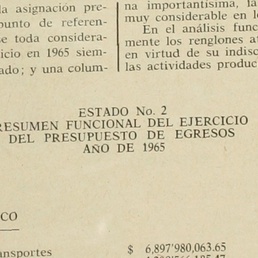 la asignación pre-
punto de referen-
se toda considera-
cicio en 1965 siem-
ado; y una colum-
na importantísima, la
muy considerable en l
En el análisis func
mente los renglones a
en virtud de su indisc
las actividades produc
ESTADO No. 2
RESUMEN FUNCIONAL DEL EJERCICIO
DEL PRESUPUESTO DE EGRESOS
AÑO DE 1965
CO
ansportes $ 6,897'980,063.65